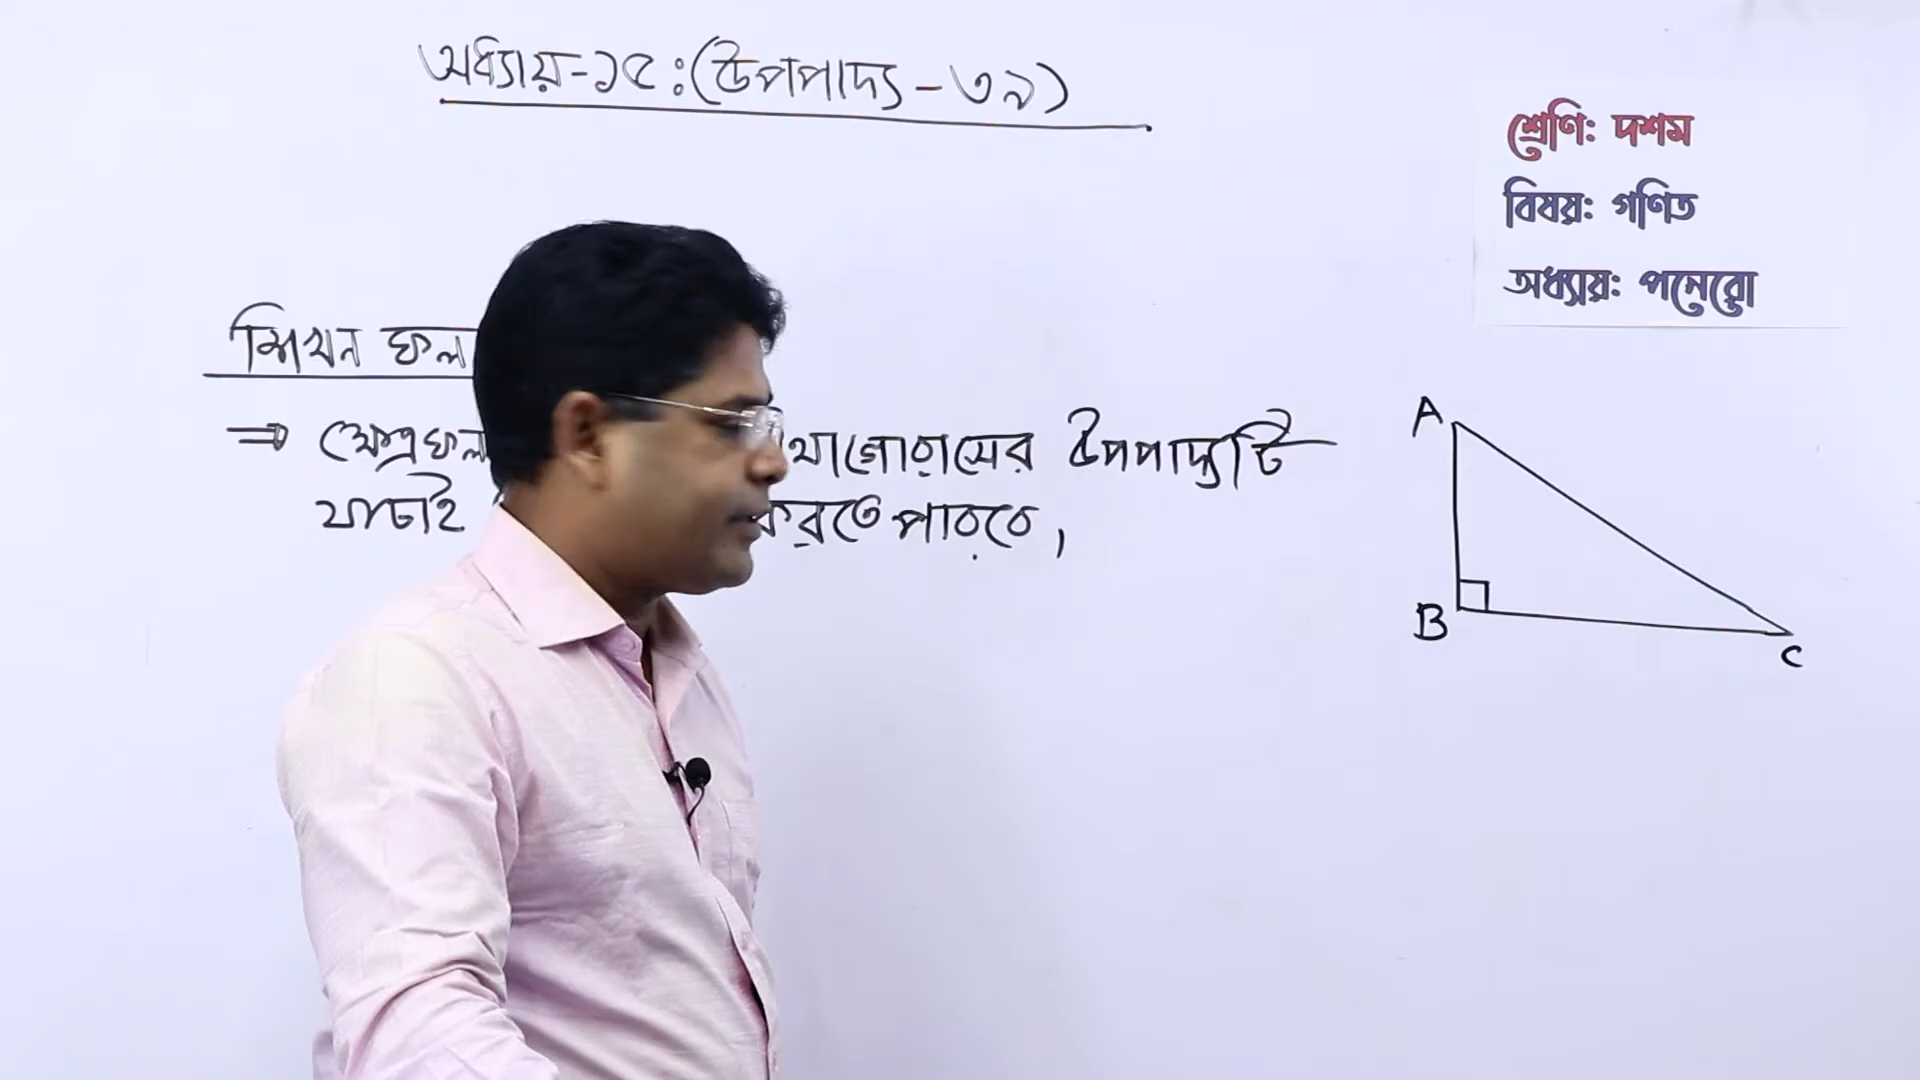 অধ্যায়-১৫:(উপপাদ্য-৩৯)
শ্রেণি: দশম
বিষয়: গণিত
অধ্যায়: পনেরো
শিখন ফল
⇒ ক্ষেত্রফল থাগোরাসের উপপাদ্যটি
যাচাই করতে পারবে,
A
B
C